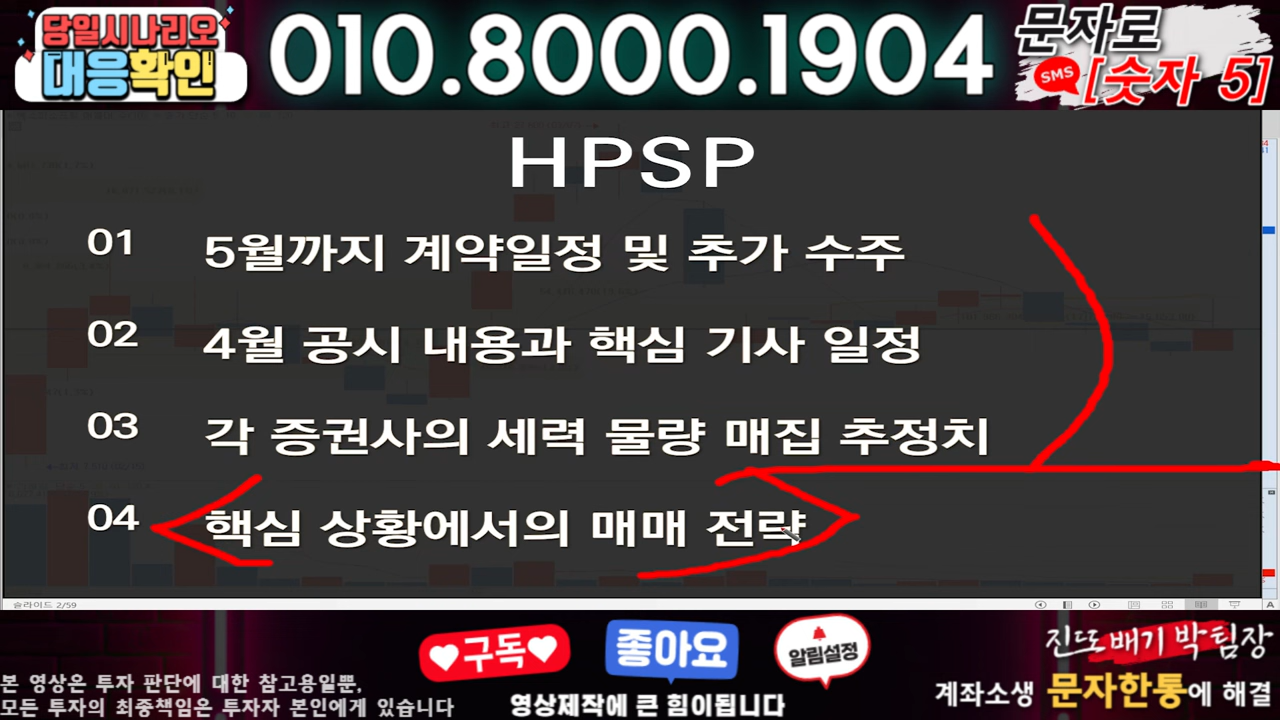 당일시나리오
대응확인
010.8000.1904
문자로
SMS [숫자 5]
HPSP
01 5월까지 계약일정 및 추가 수주
02 4월 공시 내용과 핵심 기사 일정
03 각 증권사의 세력 물량 매집 추정치
04 핵심 상황에서의 매매 전략
슬라이드 2/59
구독
좋아요
알림설정
영상제작에 큰 힘이됩니다
본 영상은 투자 판단에 대한 참고용일뿐,
모든 투자의 최종책임은 투자자 본인에게 있습니다
진또배기 박팀장
계좌소생 문자한통에 해결